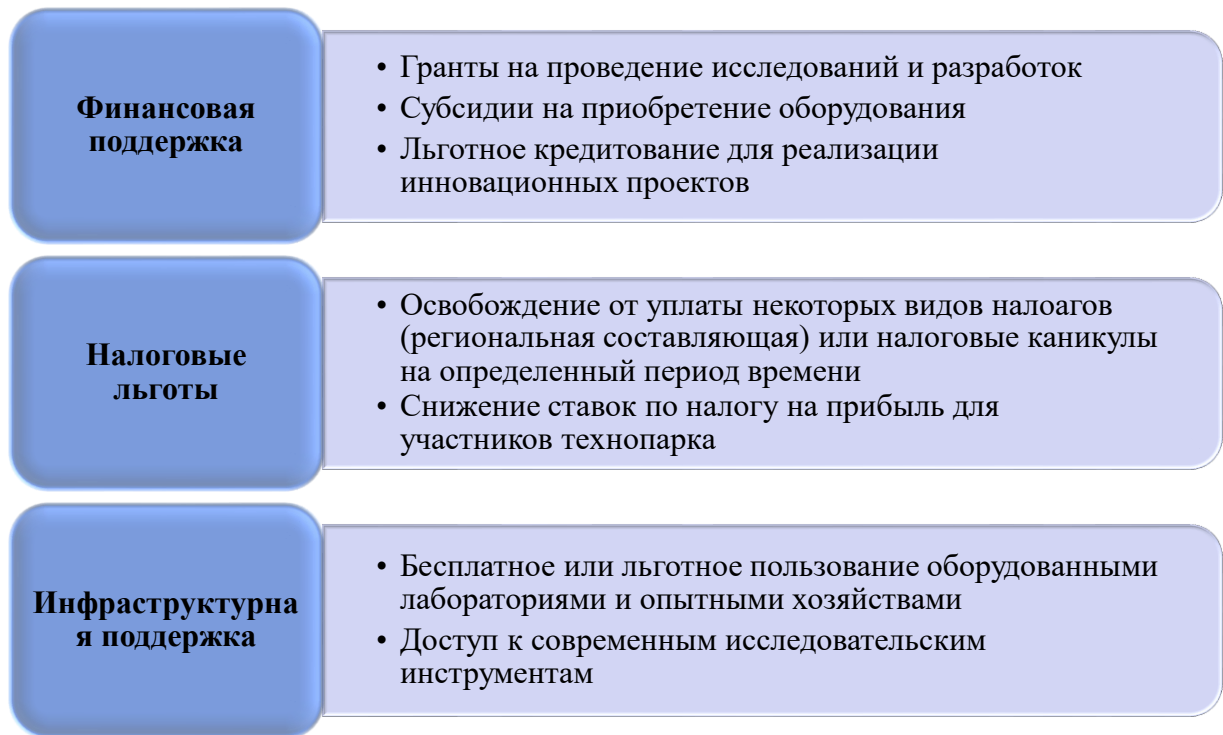 Финансовая
поддержка
• Гранты на проведение исследований и разработок
• Субсидии на приобретение оборудования
• Льготное кредитование для реализации
инновационных проектов
Налоговые
льготы
• Освобождение от уплаты некоторых видов налоагов
(региональная составляющая) или налоговые каникулы
на определенный период времени
• Снижение ставок по налогу на прибыль для
участников технопарка
Инфраструктурна
я поддержка
• Бесплатное или льготное пользование оборудованными
лабораториями и опытными хозяйствами
• Доступ к современным исследовательским
инструментам